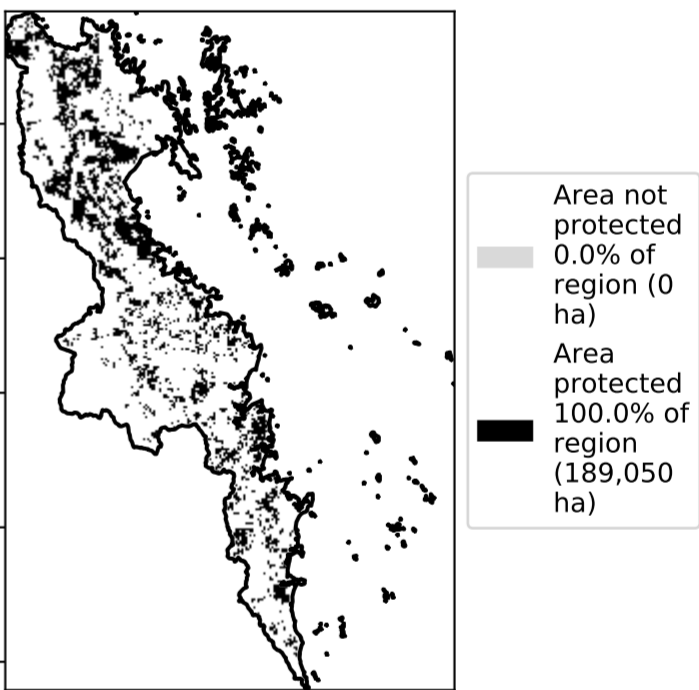 Area not
protected
0.0% of
region (0
ha)
Area
protected
100.0% of
region
(189,050
ha)